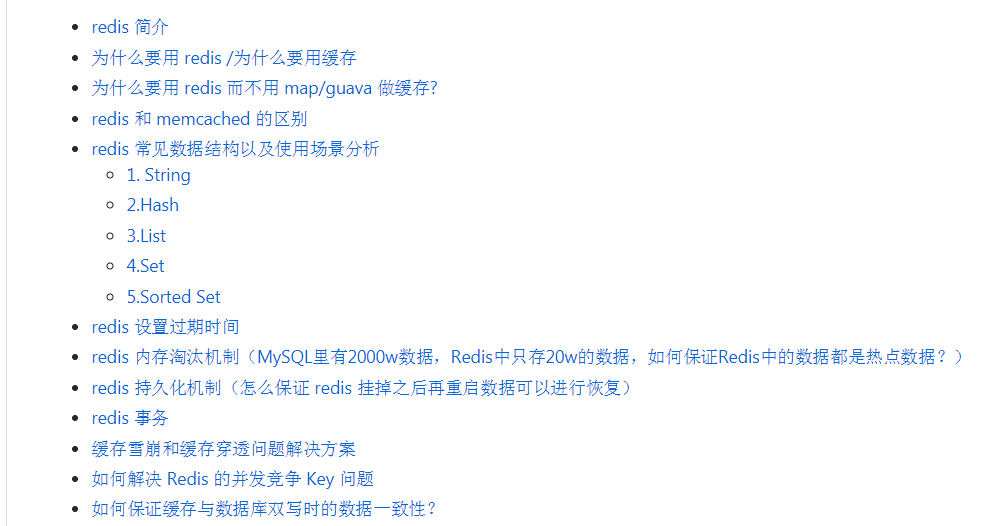 redis 简介
为什么要用 redis /为什么要用缓存
为什么要用 redis 而不用 map/guava 做缓存?
redis 和 memcached 的区别
redis 常见数据结构以及使用场景分析
1. String
2.Hash
3.List
4.Set
5.Sorted Set
redis 设置过期时间
redis 内存淘汰机制（MySQL里有2000w数据，Redis中只存20w的数据，如何保证Redis中的数据都是热点数据？）
redis 持久化机制（怎么保证 redis 挂掉之后再重启数据可以进行恢复）
redis 事务
缓存雪崩和缓存穿透问题解决方案
如何解决 Redis 的并发竞争 Key 问题
如何保证缓存与数据库双写时的数据一致性？